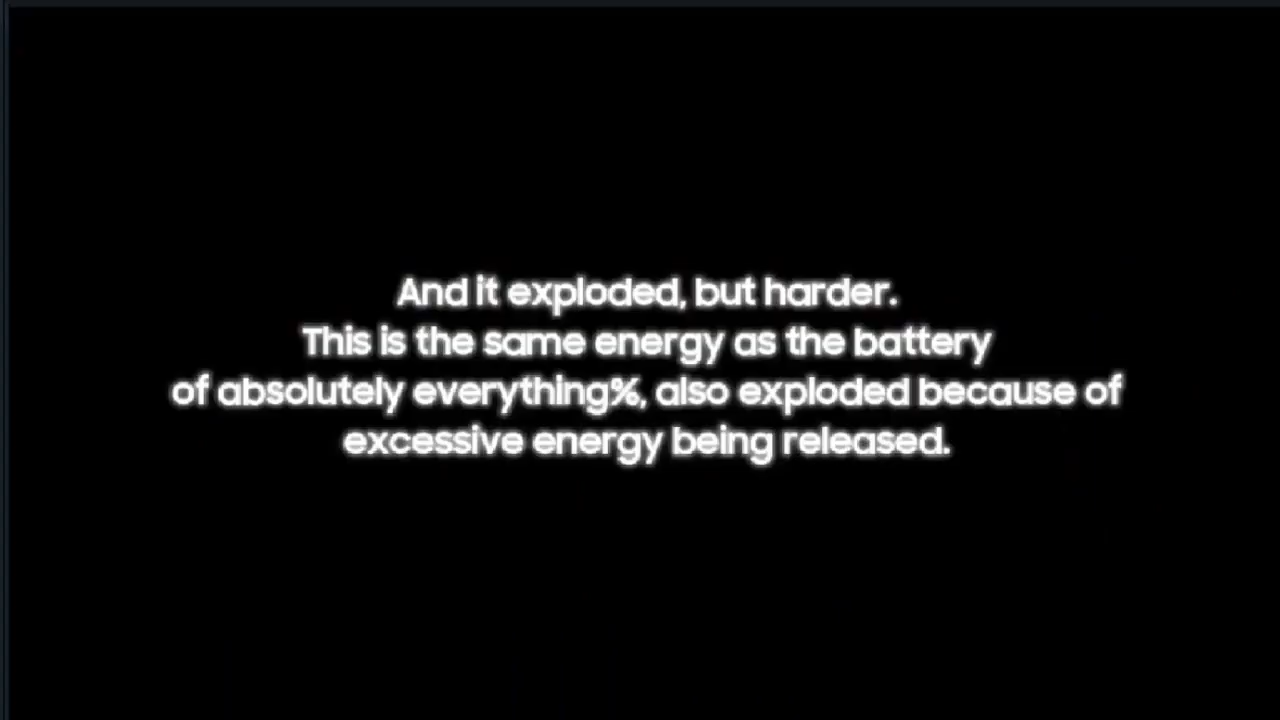 And it exploded, but harder.
This is the same energy as the battery
of absolutely everything%, also exploded because of
excessive energy being released.